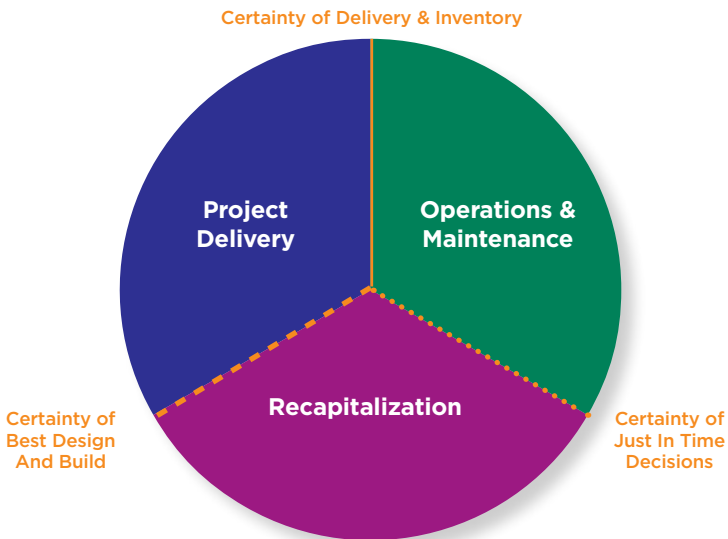 Certainty of Delivery & Inventory
Project
Delivery
Operations &
Maintenance
Recapitalization
Certainty of
Best Design
And Build
Certainty of
Just In Time
Decisions